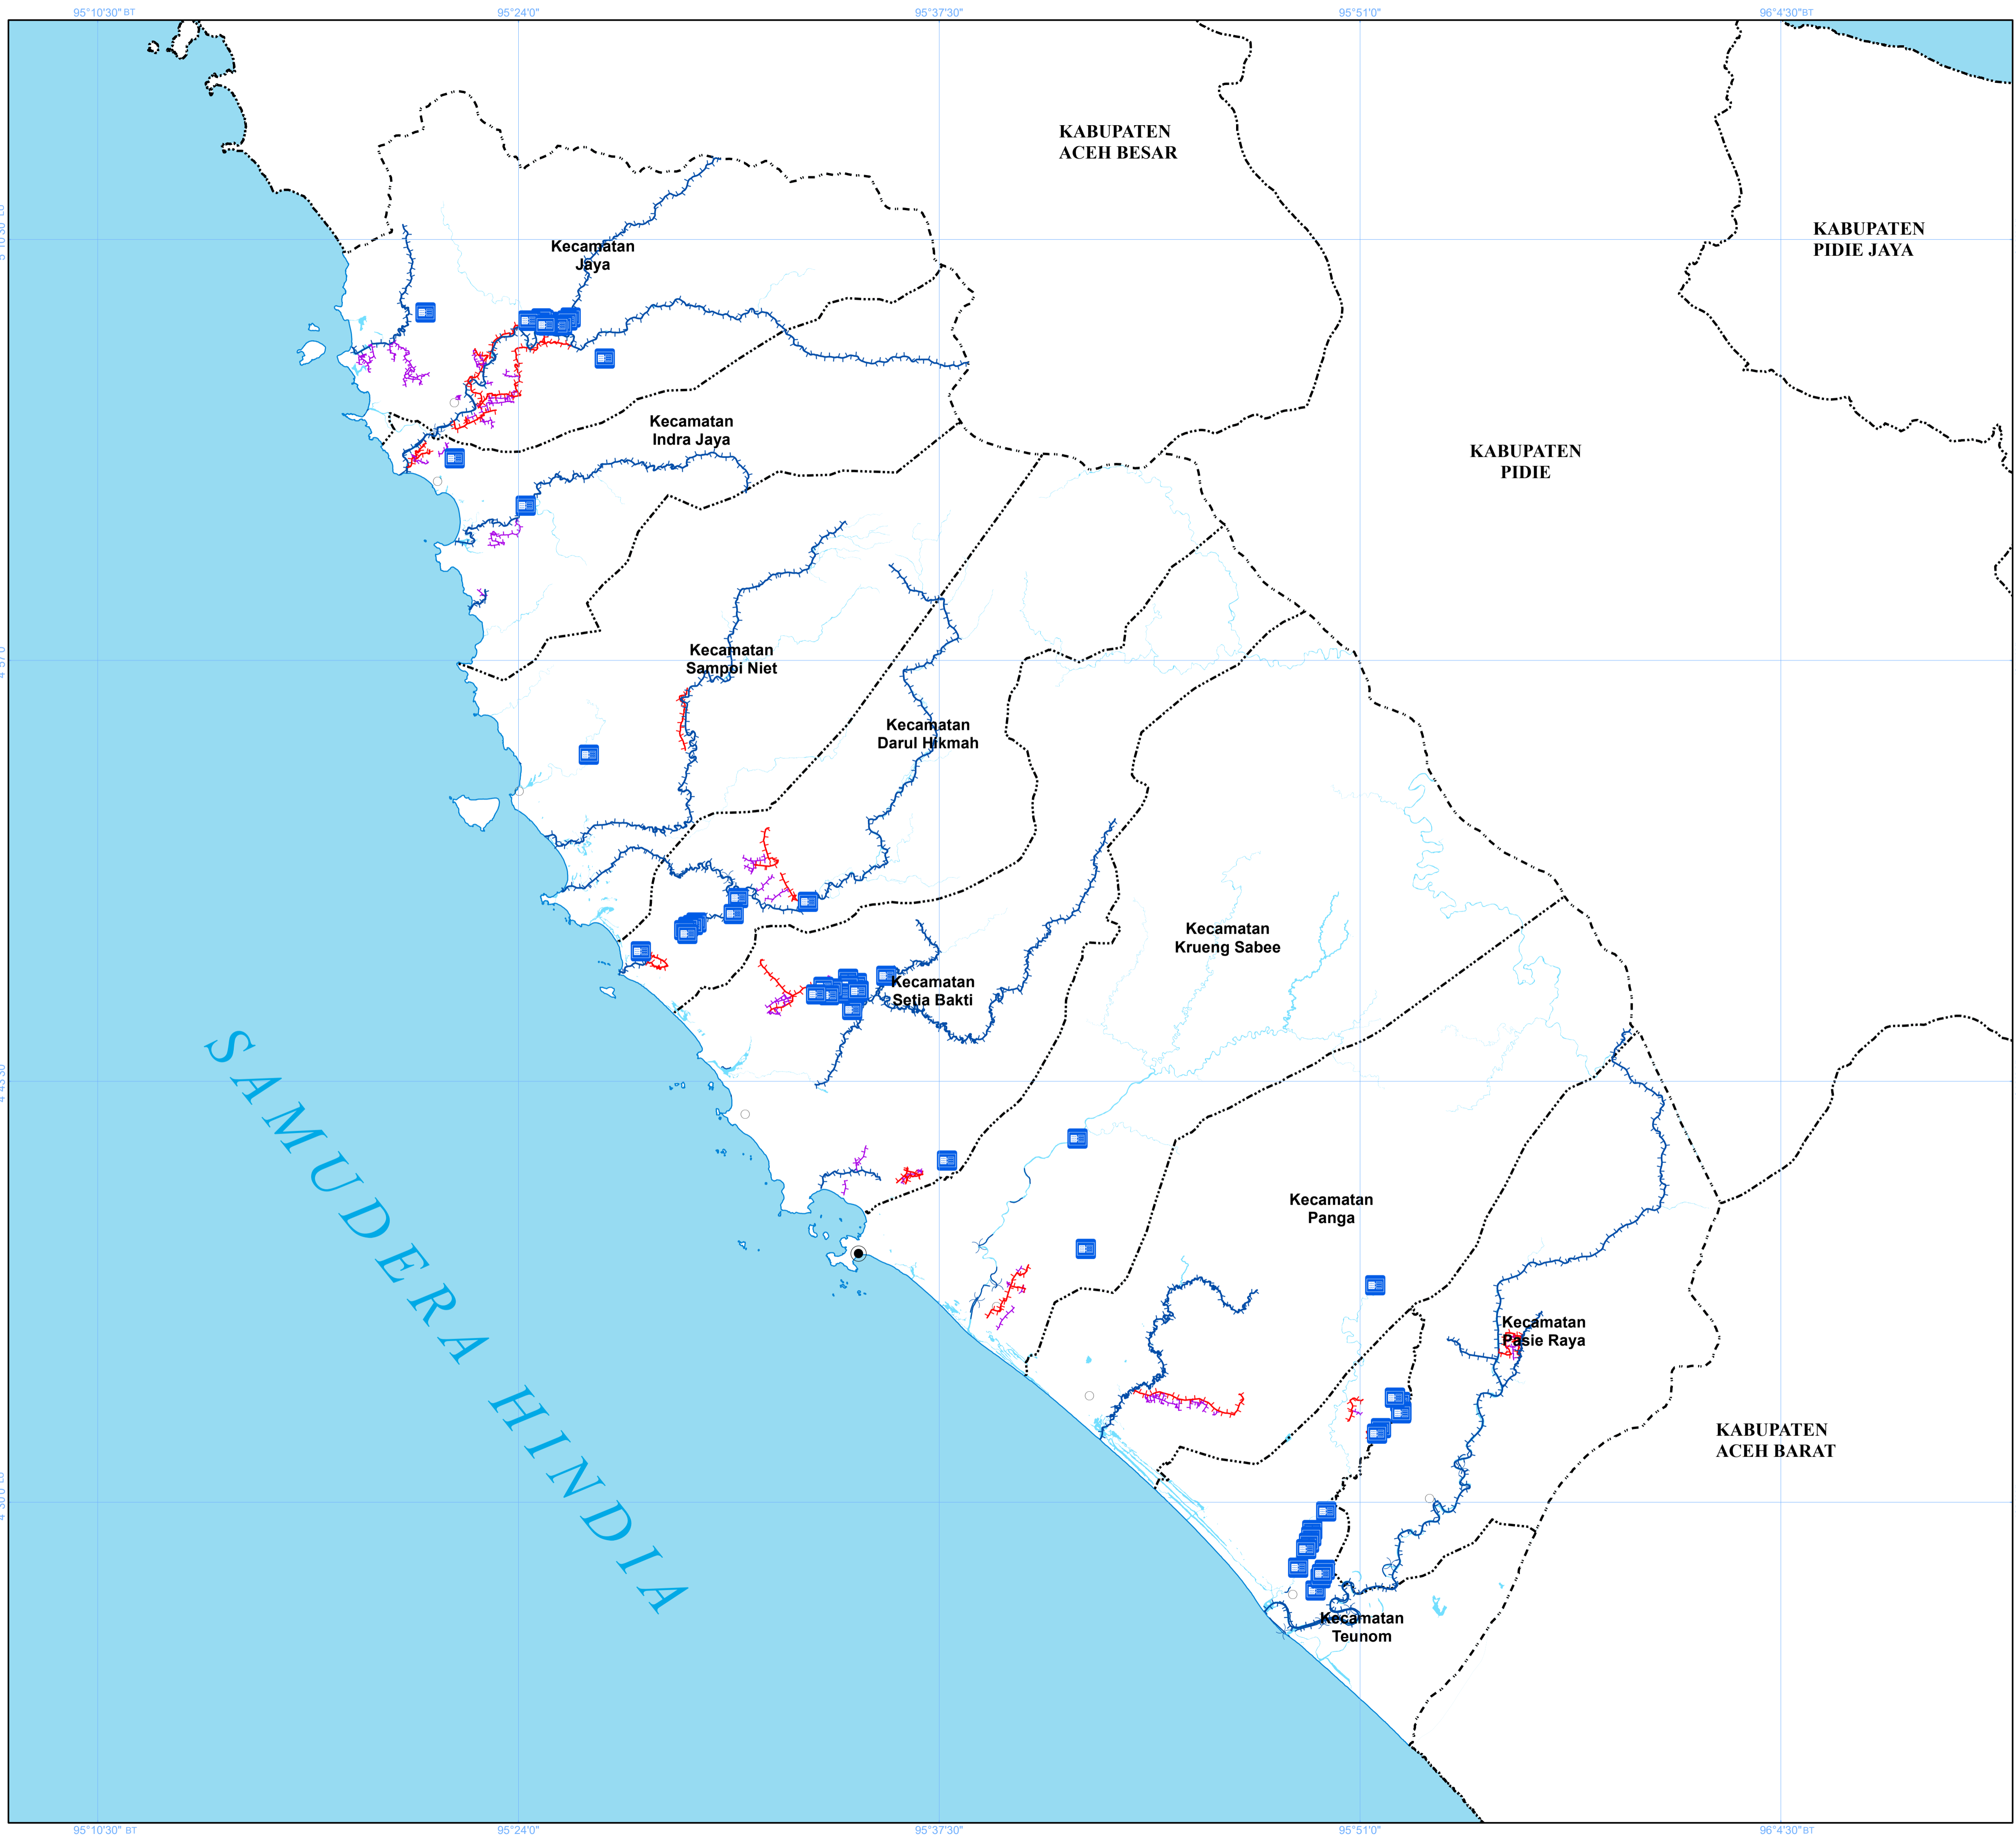 95°10'30" BT
95°24'0"
95°37'30"
95°51'0"
96°4'30" BT
KABUPATEN
ACEH BESAR
KABUPATEN
PIDIE JAYA
Kecamatan
Jaya
Kecamatan
Indra Jaya
KABUPATEN
PIDIE
Kecamatan
Sampoi Niet
Kecamatan
Darul Hikmah
Kecamatan
Krueng Sabee
Kecamatan
Setia Bakti
SAMUDERA HINDIA
Kecamatan
Panga
Kecamatan
Pasie Raya
KABUPATEN
ACEH BARAT
Kecamatan
Teunom
95°10'30" BT
95°24'0"
95°37'30"
95°51'0"
96°4'30" BT